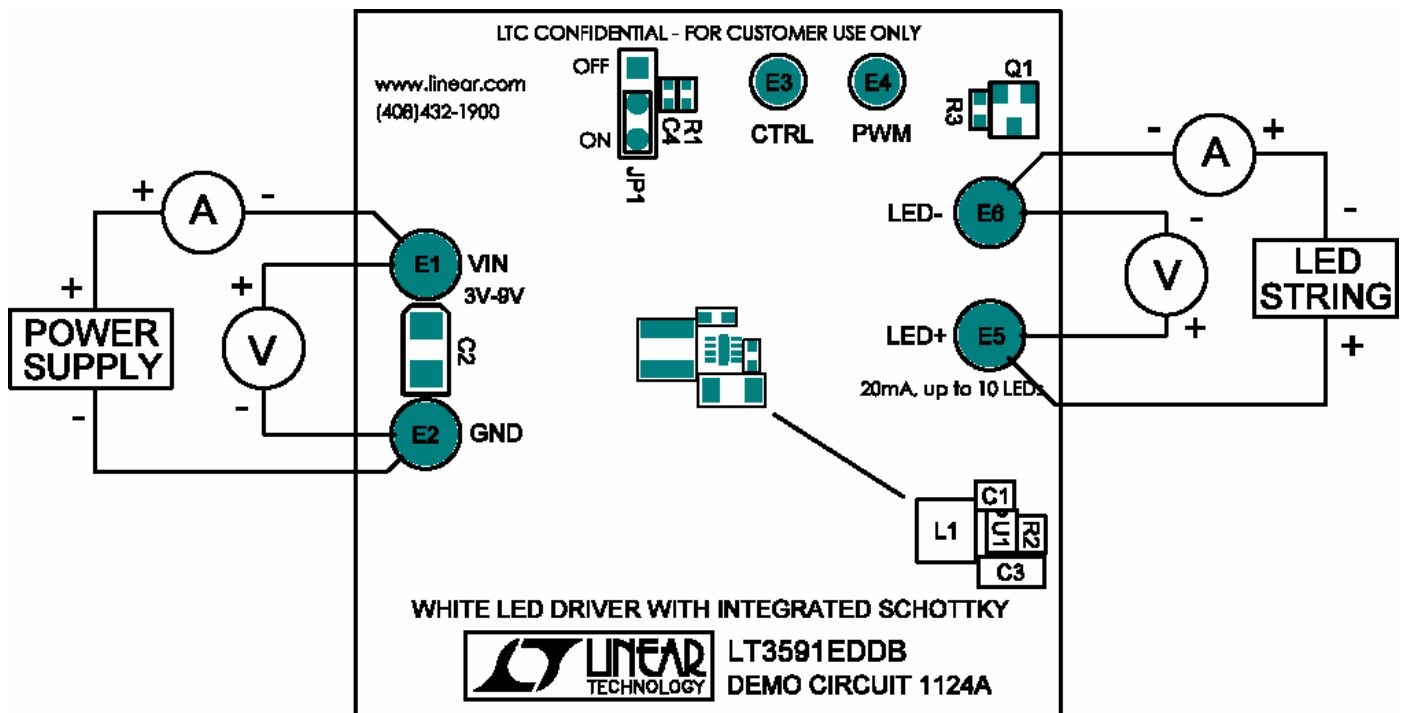 LTC CONFIDENTIAL - FOR CUSTOMER USE ONLY
www.linear.com
(408)432-1900
OFF
ON
JP1
C4
R1
E3
CTRL
E4
PWM
Q1
R3
+ A -
- A +
LED-
E6
E1
VIN
3V-9V
+
POWER
SUPPLY
-
+
V
-
C2
E2
GND
-
V
+
-
LED
STRING
+
LED+
E5
20mA, up to 10 LEDs
L1
C1
U1
R2
C3
WHITE LED DRIVER WITH INTEGRATED SCHOTTKY
LINEAR
TECHNOLOGY
LT3591EDDB
DEMO CIRCUIT 1124A